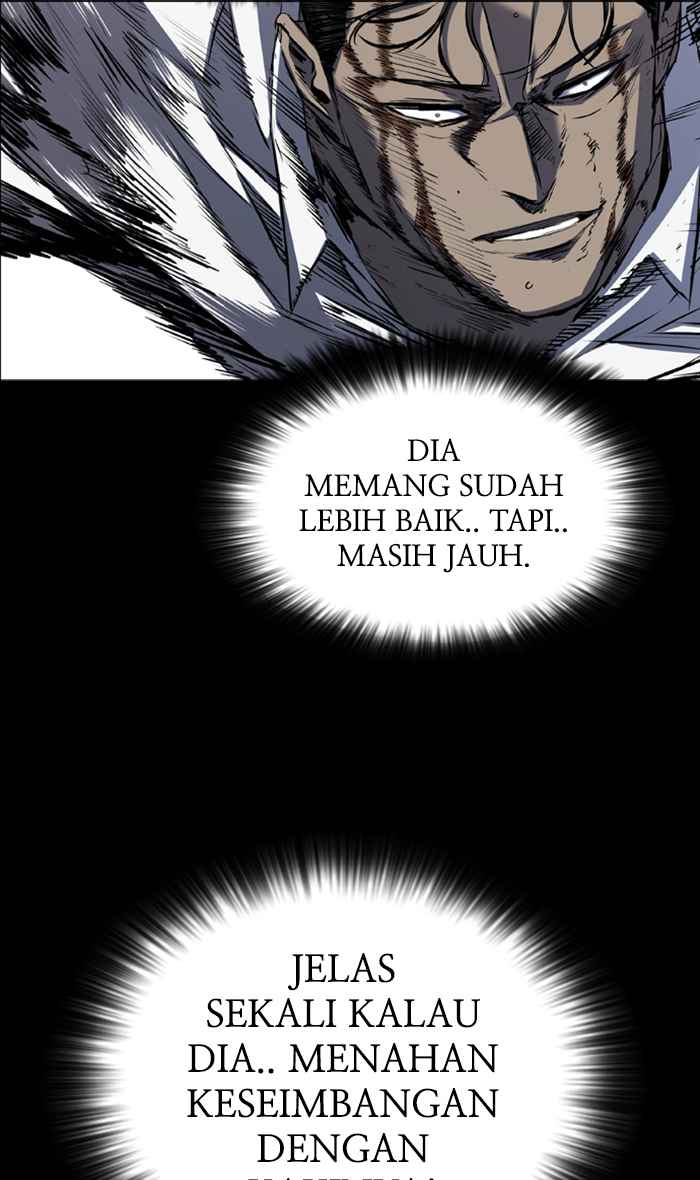 DIA
MEMANG SUDAH
LEBIH BAIK.. TAPI..
MASIH JAUH.
JELAS
SEKALI KALAU
DIA.. MENAHAN
KESEIMBANGAN
DENGAN